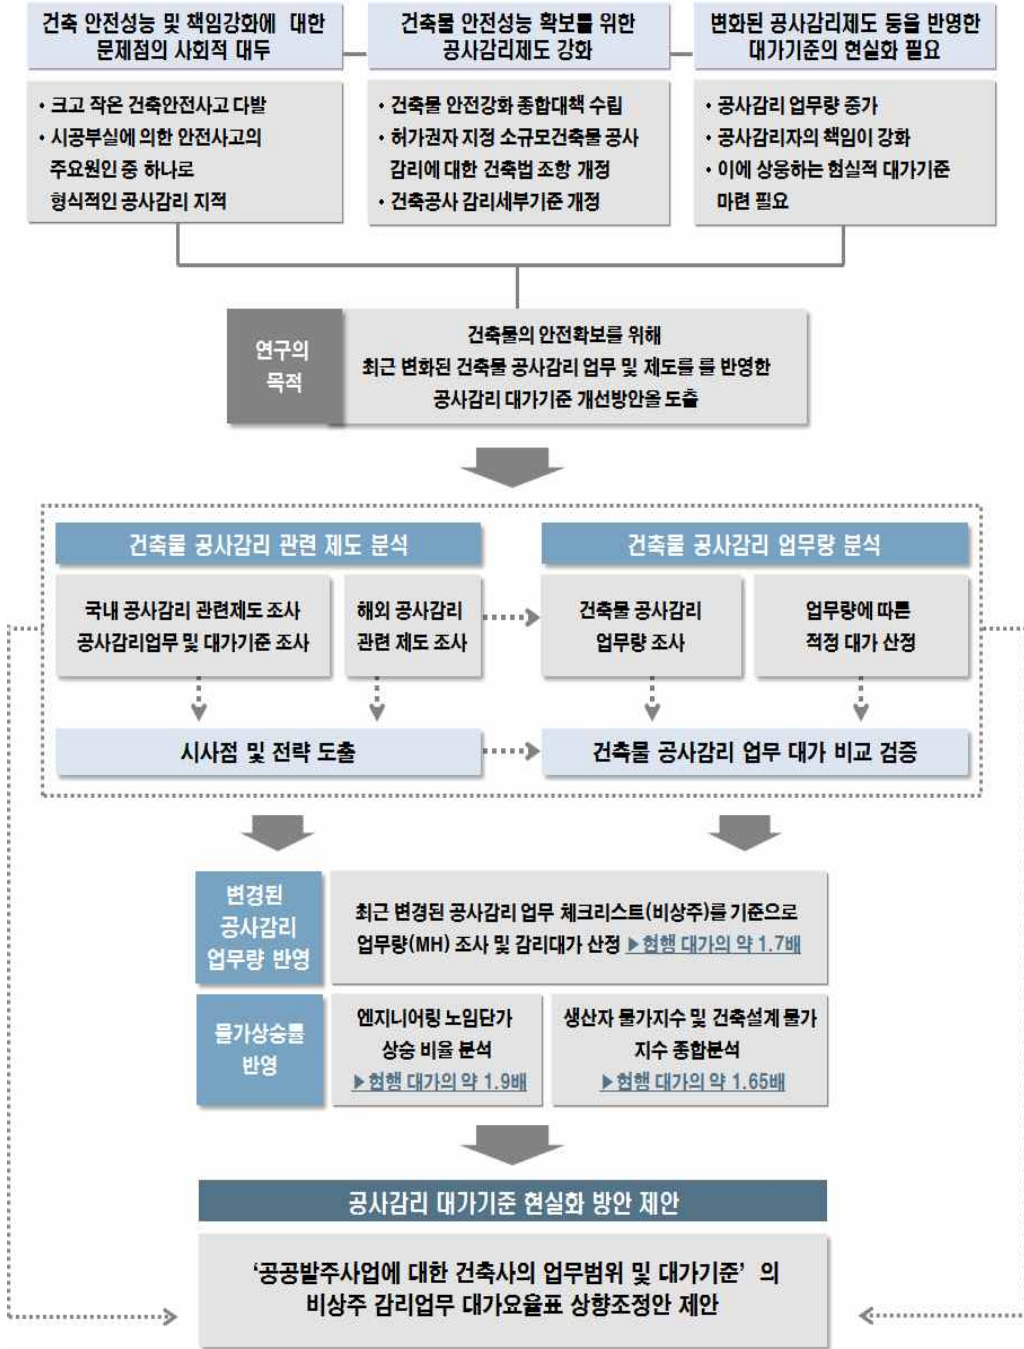 건축 안전성능 및 책임강화에 대한
문제점의 사회적 대두
• 크고 작은 건축안전사고 다발
• 시공부실에 의한 안전사고의
주요원인 중 하나로
형식적인 공사감리 지적
건축물 안전성능 확보를 위한
공사감리제도 강화
• 건축물 안전강화 종합대책 수립
• 허가권자 지정 소규모건축물 공사
감리에 대한 건축법 조항 개정
• 건축공사 감리세부기준 개정
변화된 공사감리제도 등을 반영한
대가기준의 현실화 필요
• 공사감리 업무량 증가
• 공사감리자의 책임이 강화
• 이에 상응하는 현실적 대가기준
마련 필요
연구의
목적
건축물의 안전확보를 위해
최근 변화된 건축물 공사감리 업무 및 제도를 를 반영한
공사감리 대가기준 개선방안을 도출
건축물 공사감리 관련 제도 분석
국내 공사감리 관련제도 조사
공사감리업무 및 대가기준 조사
해외 공사감리
관련 제도 조사
시사점 및 전략 도출
건축물 공사감리 업무량 분석
건축물 공사감리
업무량 조사
업무량에 따른
적정 대가 산정
건축물 공사감리 업무 대가 비교 검증
변경된
공사감리
업무량 반영
최근 변경된 공사감리 업무 체크리스트(비상주)를 기준으로
업무량(MH) 조사 및 감리대가 산정 ▶현행 대가의 약 1.7배
물가상승률
반영
엔지니어링 노임단가
상승 비율 분석
▶현행 대가의 약 1.9배
생산자 물가지수 및 건축설계 물가
지수 종합분석
▶현행 대가의 약 1.65배
공사감리 대가기준 현실화 방안 제안
‘공공발주사업에 대한 건축사의 업무범위 및 대가기준’ 의
비상주 감리업무 대가요율표 상향조정안 제안